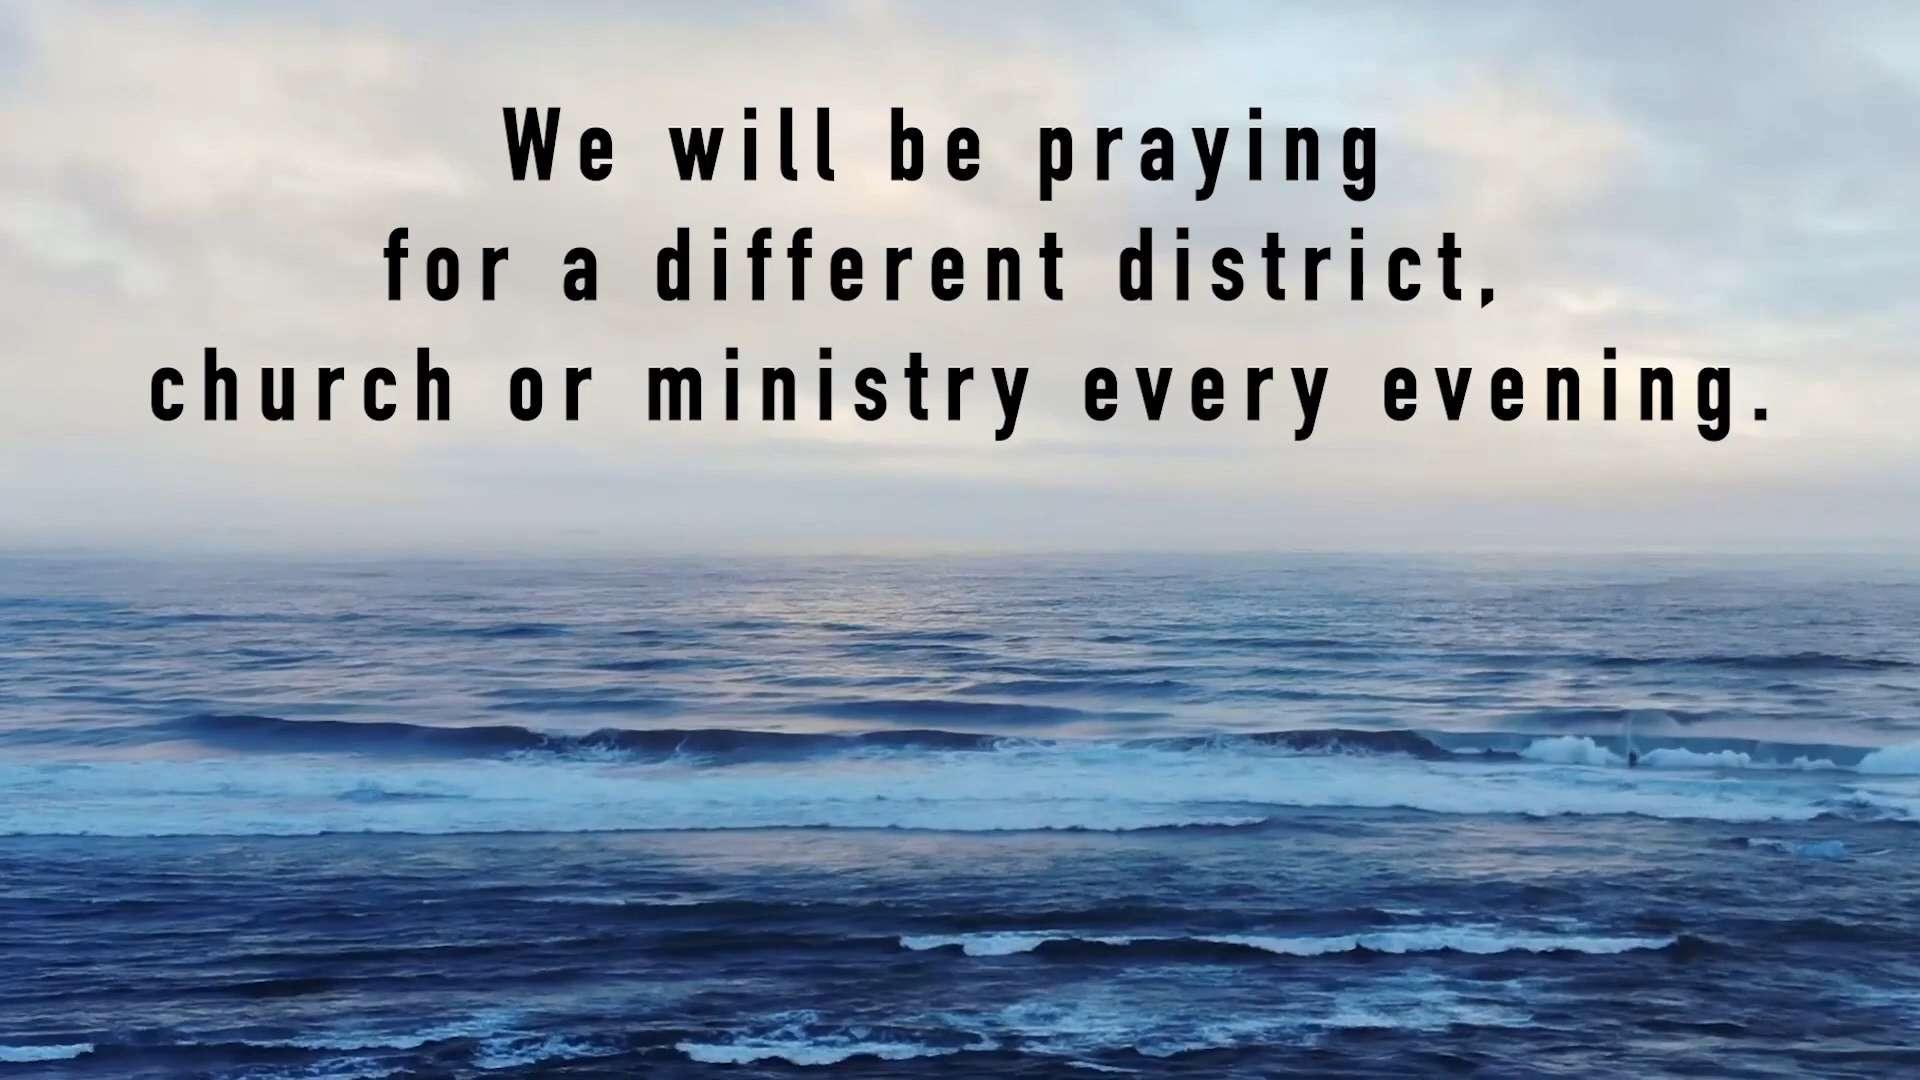 We will be praying
for a different district,
church or ministry every evening.